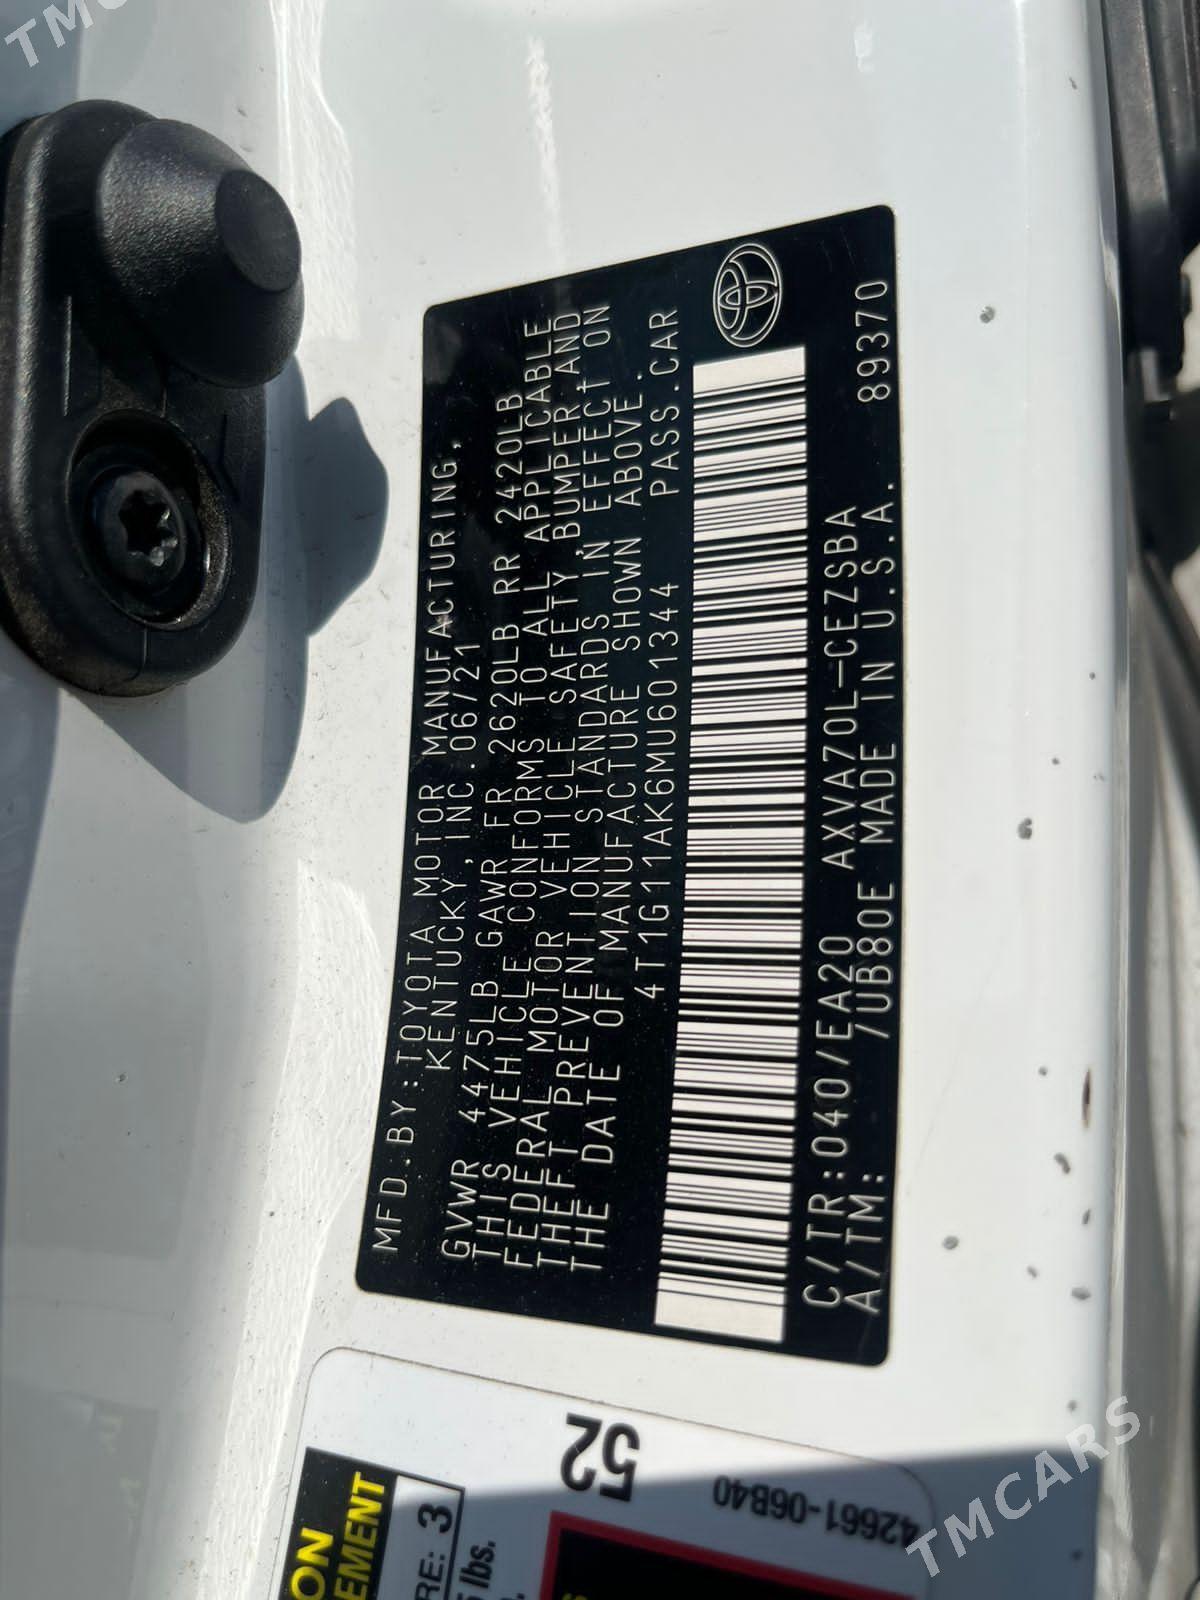 MFD.BY:TOYOTA MOTOR MANUFACTURING,
KENTUCKY,INC.06/21
GVWR 4475LB GAWR FR 2620LB RR 2420LB
THIS VEHICLE CONFORMS TO ALL APPLICABLE
FEDERAL MOTOR VEHICLE SAFETY,BUMPER,AND
THEFT PREVENTION STANDARDS IN EFFECT ON
THE DATE OF MANUFACTURE SHOWN ABOVE.
4T1G11AK6MU601344 PASS.CAR
C/TR:040/EA20 AXVA70L-CEZSBA 89370
A/TM: /UB80E MADE IN U.S.A.
52
42661-06B40
TMCARS